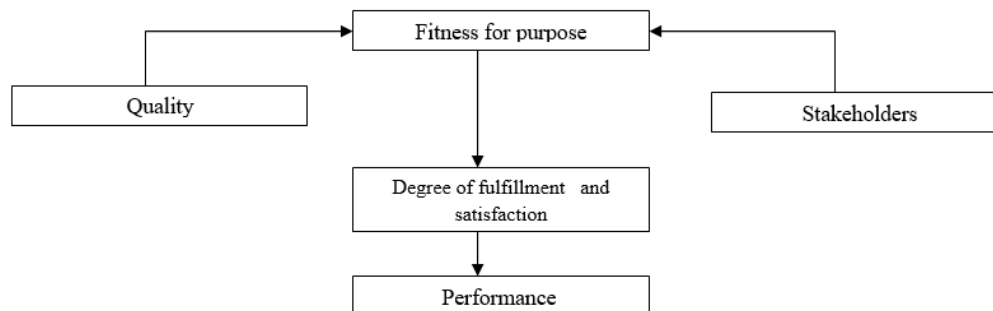 Fitness for purpose
Quality
Stakeholders
Degree of fulfillment and
satisfaction
Performance